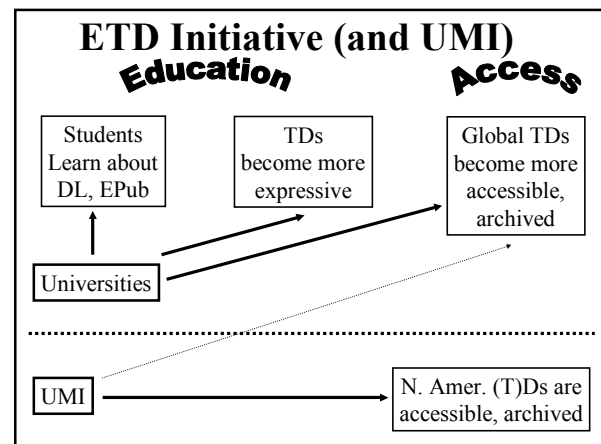 ETD Initiative (and UMI)
Education
Access
Students
Learn about
DL, EPub
TDs
become more
expressive
Global TDs
become more
accessible,
archived
Universities
UMI
N. Amer. (T)Ds are
accessible, archived